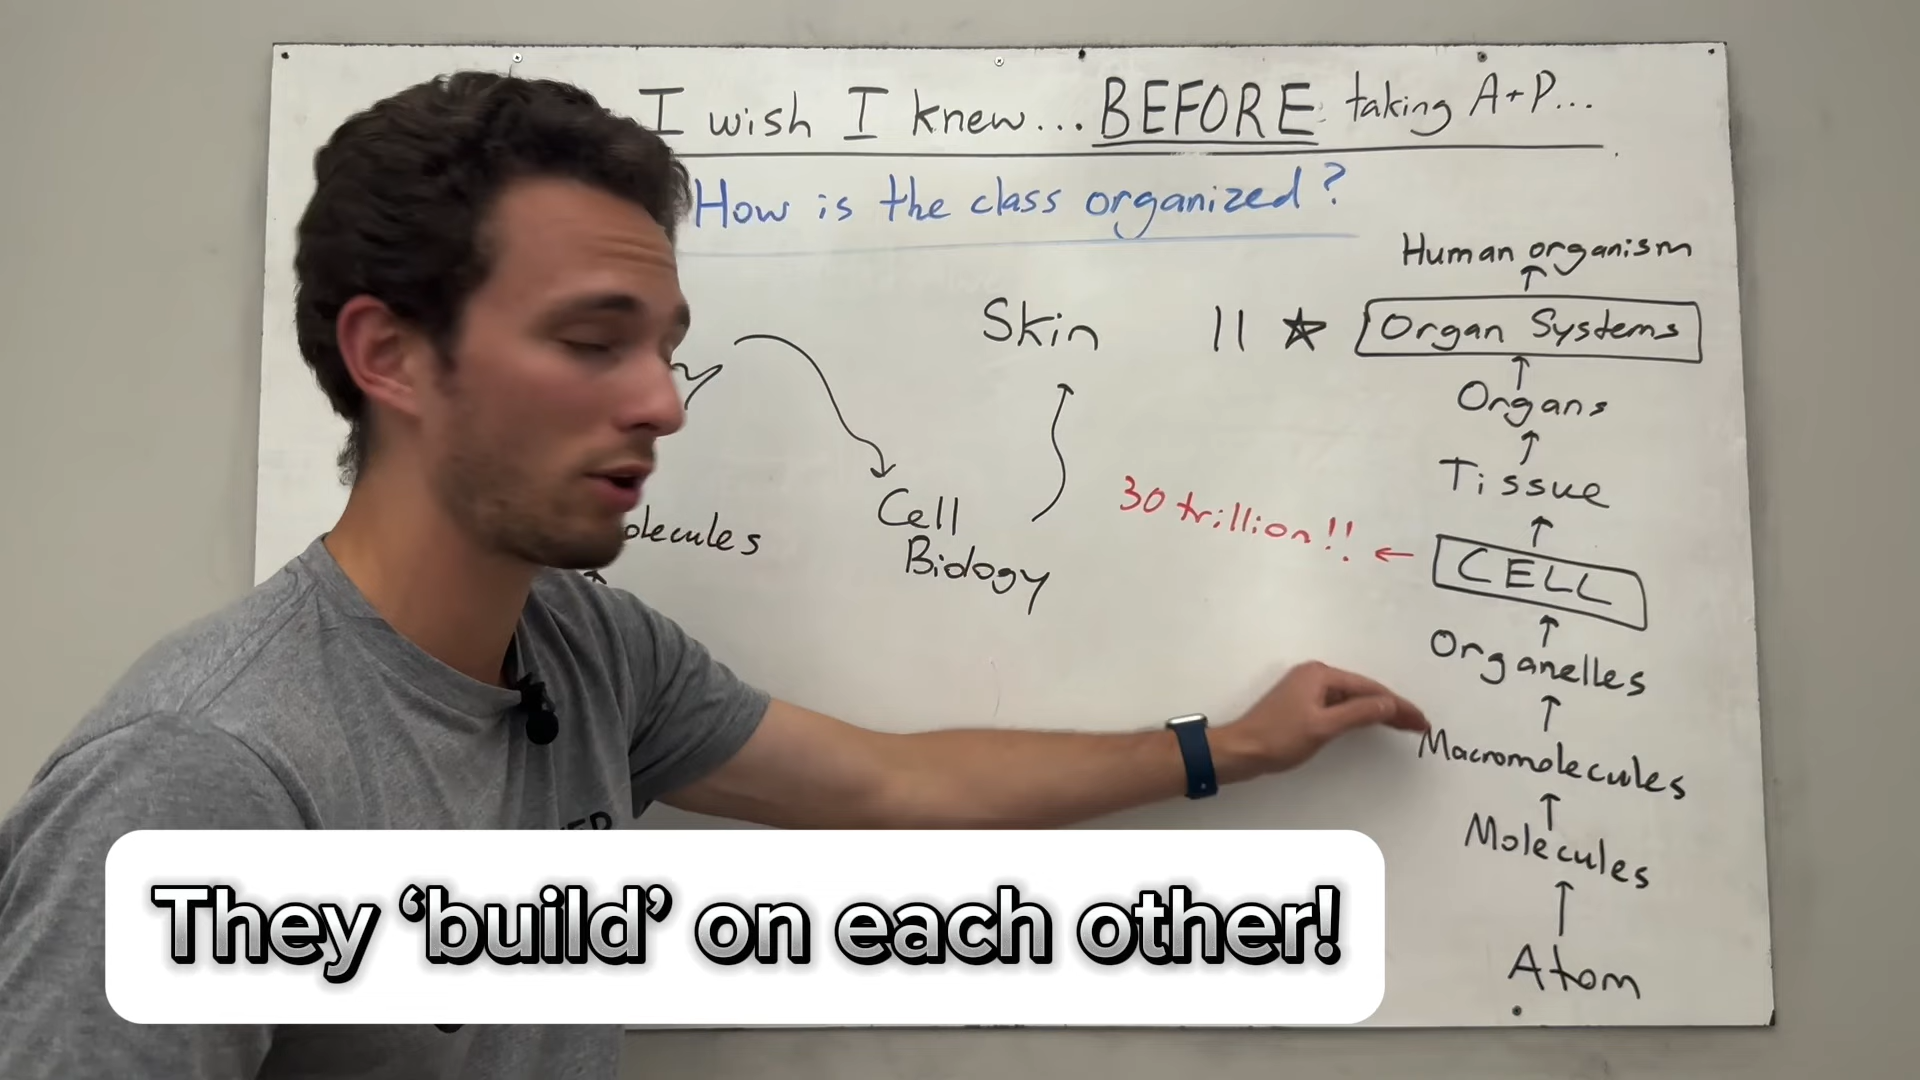 I wish I knew... BEFORE taking A+P...
How is the class organized?
Human organism
Skin
11 ★ Organ Systems
Organs
Tissue
30 trillion!! ← CELL
Cell
Biology
Organelles
Macromolecules
Molecules
Atom
They ‘build’ on each other!